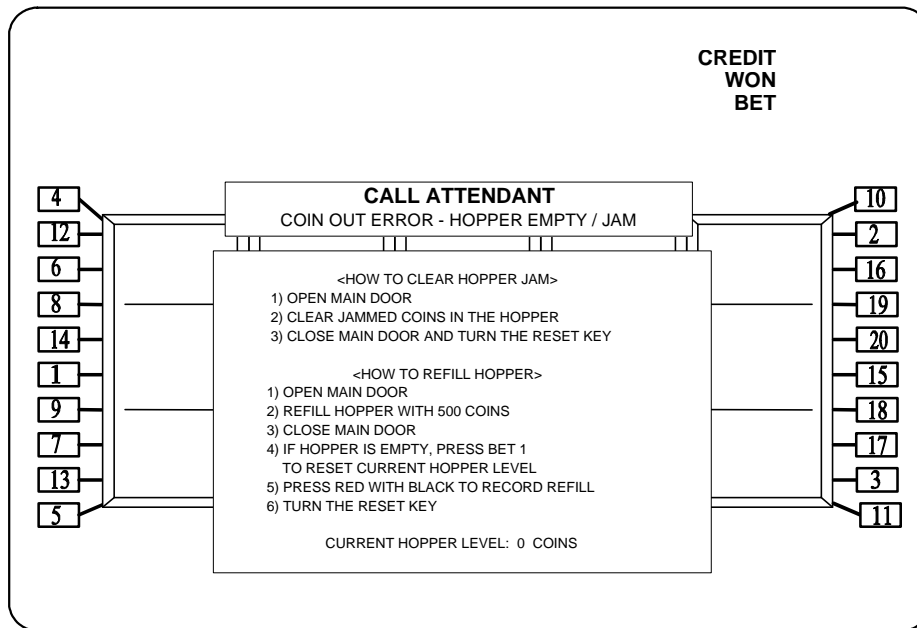 CREDIT
WON
BET
CALL ATTENDANT
COIN OUT ERROR - HOPPER EMPTY / JAM
<HOW TO CLEAR HOPPER JAM>
1) OPEN MAIN DOOR
2) CLEAR JAMMED COINS IN THE HOPPER
3) CLOSE MAIN DOOR AND TURN THE RESET KEY
<HOW TO REFILL HOPPER>
1) OPEN MAIN DOOR
2) REFILL HOPPER WITH 500 COINS
3) CLOSE MAIN DOOR
4) IF HOPPER IS EMPTY, PRESS BET 1
TO RESET CURRENT HOPPER LEVEL
5) PRESS RED WITH BLACK TO RECORD REFILL
6) TURN THE RESET KEY
CURRENT HOPPER LEVEL: 0 COINS
4
12
6
8
14
1
9
7
13
5
10
2
16
19
20
15
18
17
3
11